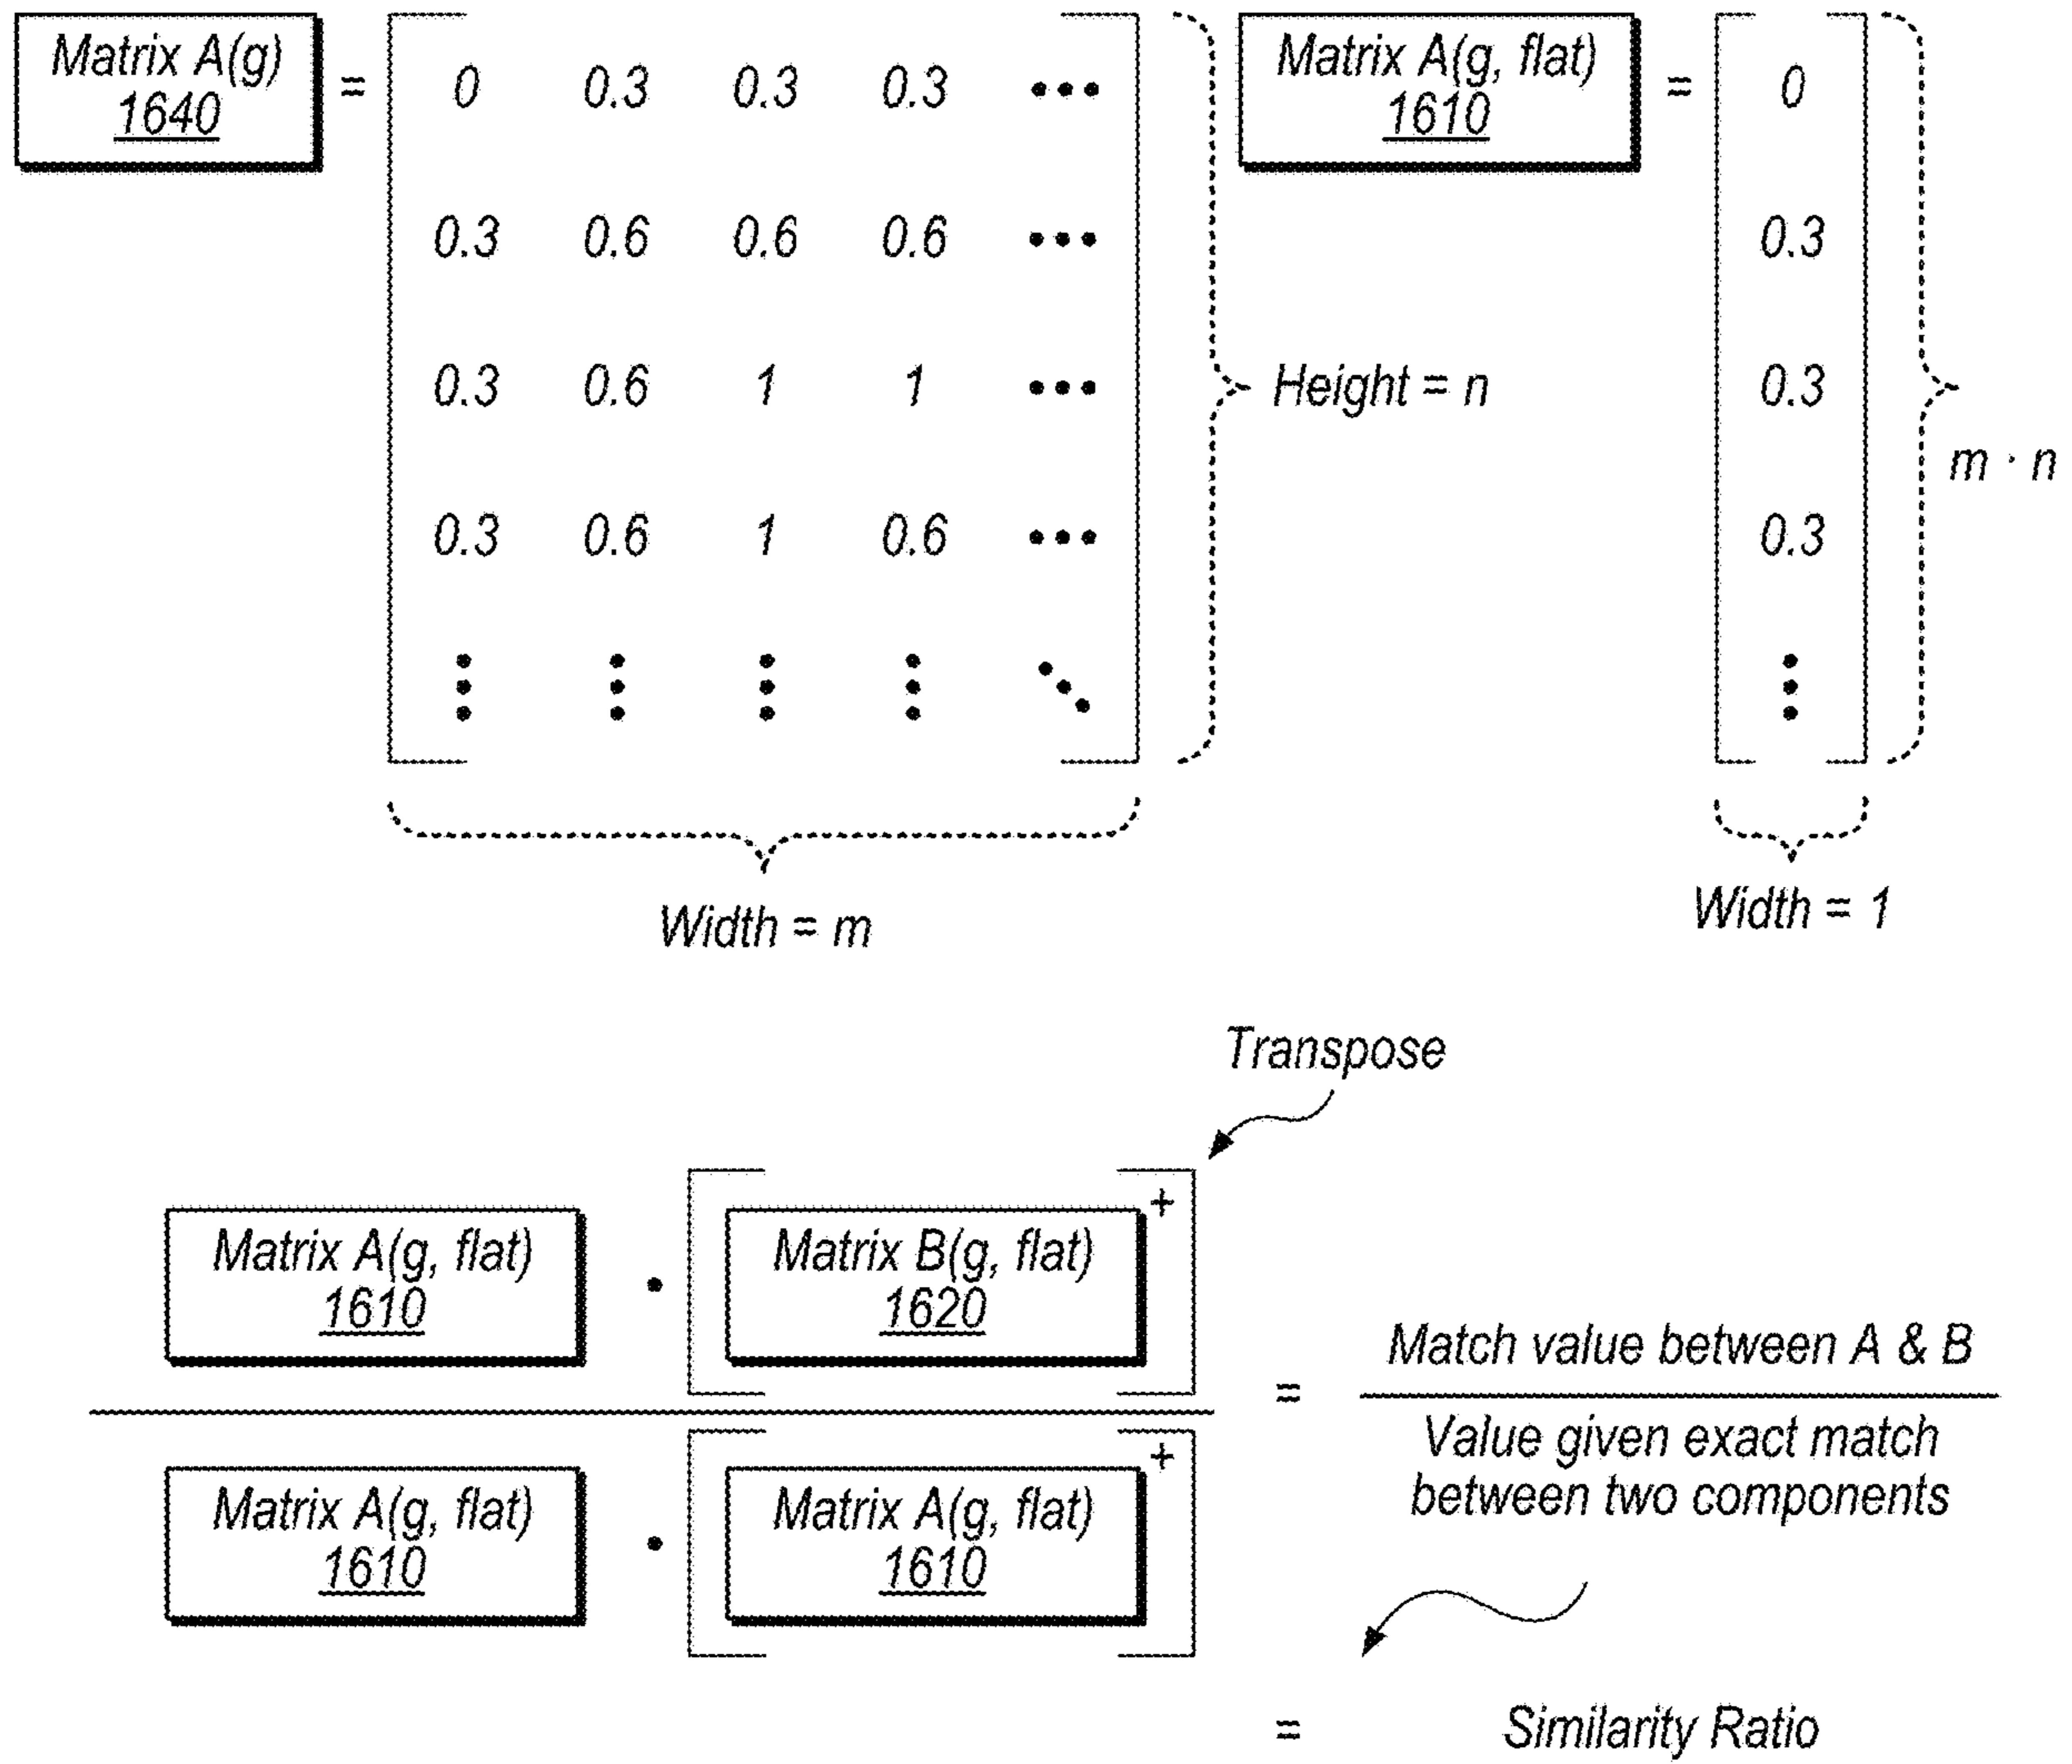 Matrix A(g)
1640
=
0 0.3 0.3 0.3 •••
0.3 0.6 0.6 0.6 •••
0.3 0.6 1 1 •••
0.3 0.6 1 0.6 •••
Height = n
Width = m
Matrix A(g, flat)
1610
=
0
0.3
0.3
0.3
m · n
Width = 1
Transpose
Matrix A(g, flat)
1610
•
Matrix B(g, flat)
1620
+
Matrix A(g, flat)
1610
•
Matrix A(g, flat)
1610
+
=
Match value between A & B
Value given exact match
between two components
= Similarity Ratio